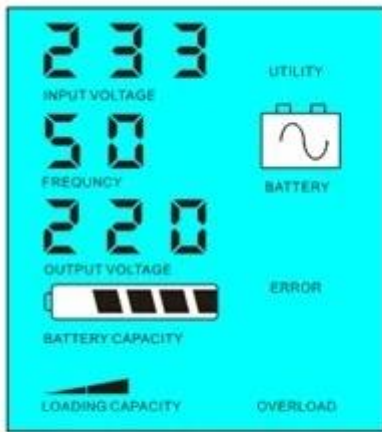 233
UTILITY
INPUT VOLTAGE
50
FREQUNCY
BATTERY
220
OUTPUT VOLTAGE
ERROR
BATTERY CAPACITY
LOADING CAPACITY
OVERLOAD